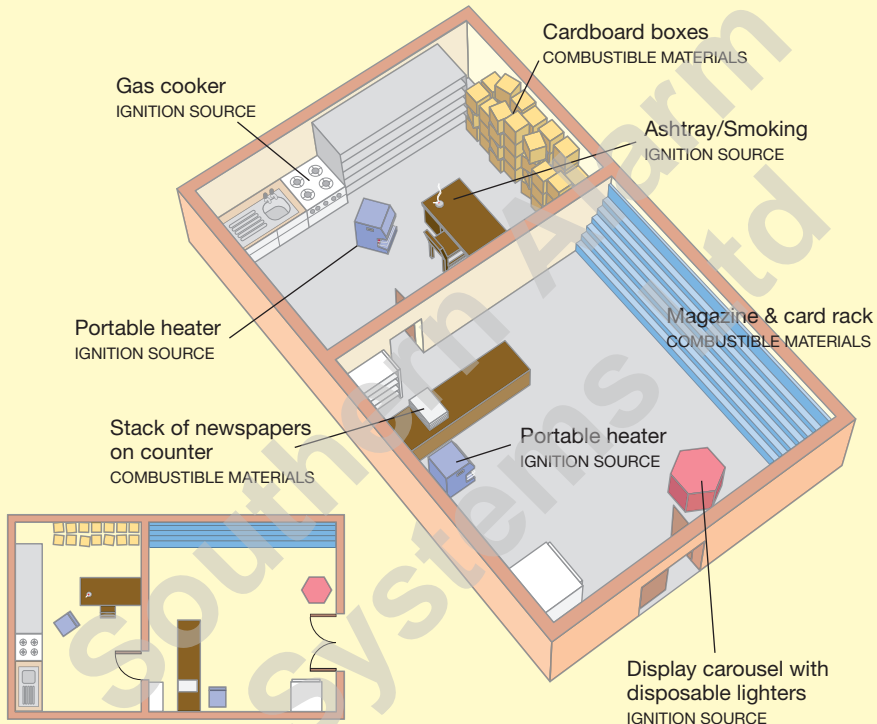 Cardboard boxes
COMBUSTIBLE MATERIALS
Gas cooker
IGNITION SOURCE
Ashtray/Smoking
IGNITION SOURCE
Magazine & card rack
COMBUSTIBLE MATERIALS
Portable heater
IGNITION SOURCE
Stack of newspapers
on counter
COMBUSTIBLE MATERIALS
Portable heater
IGNITION SOURCE
Display carousel with
disposable lighters
IGNITION SOURCE
Southern Alarm
Systems Ltd